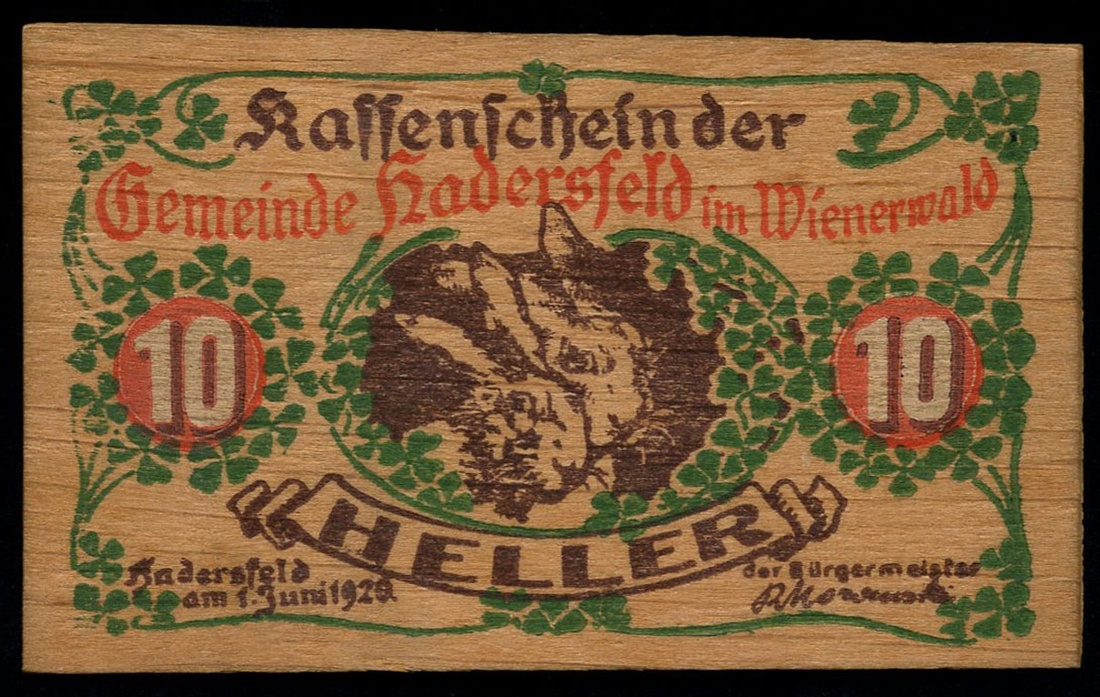 Kassenschein der
Gemeinde Hadersfeld im Wienerwald
10
10
HELLER
Hadersfeld
am 1. Juni 1920.
der Bürgermeister